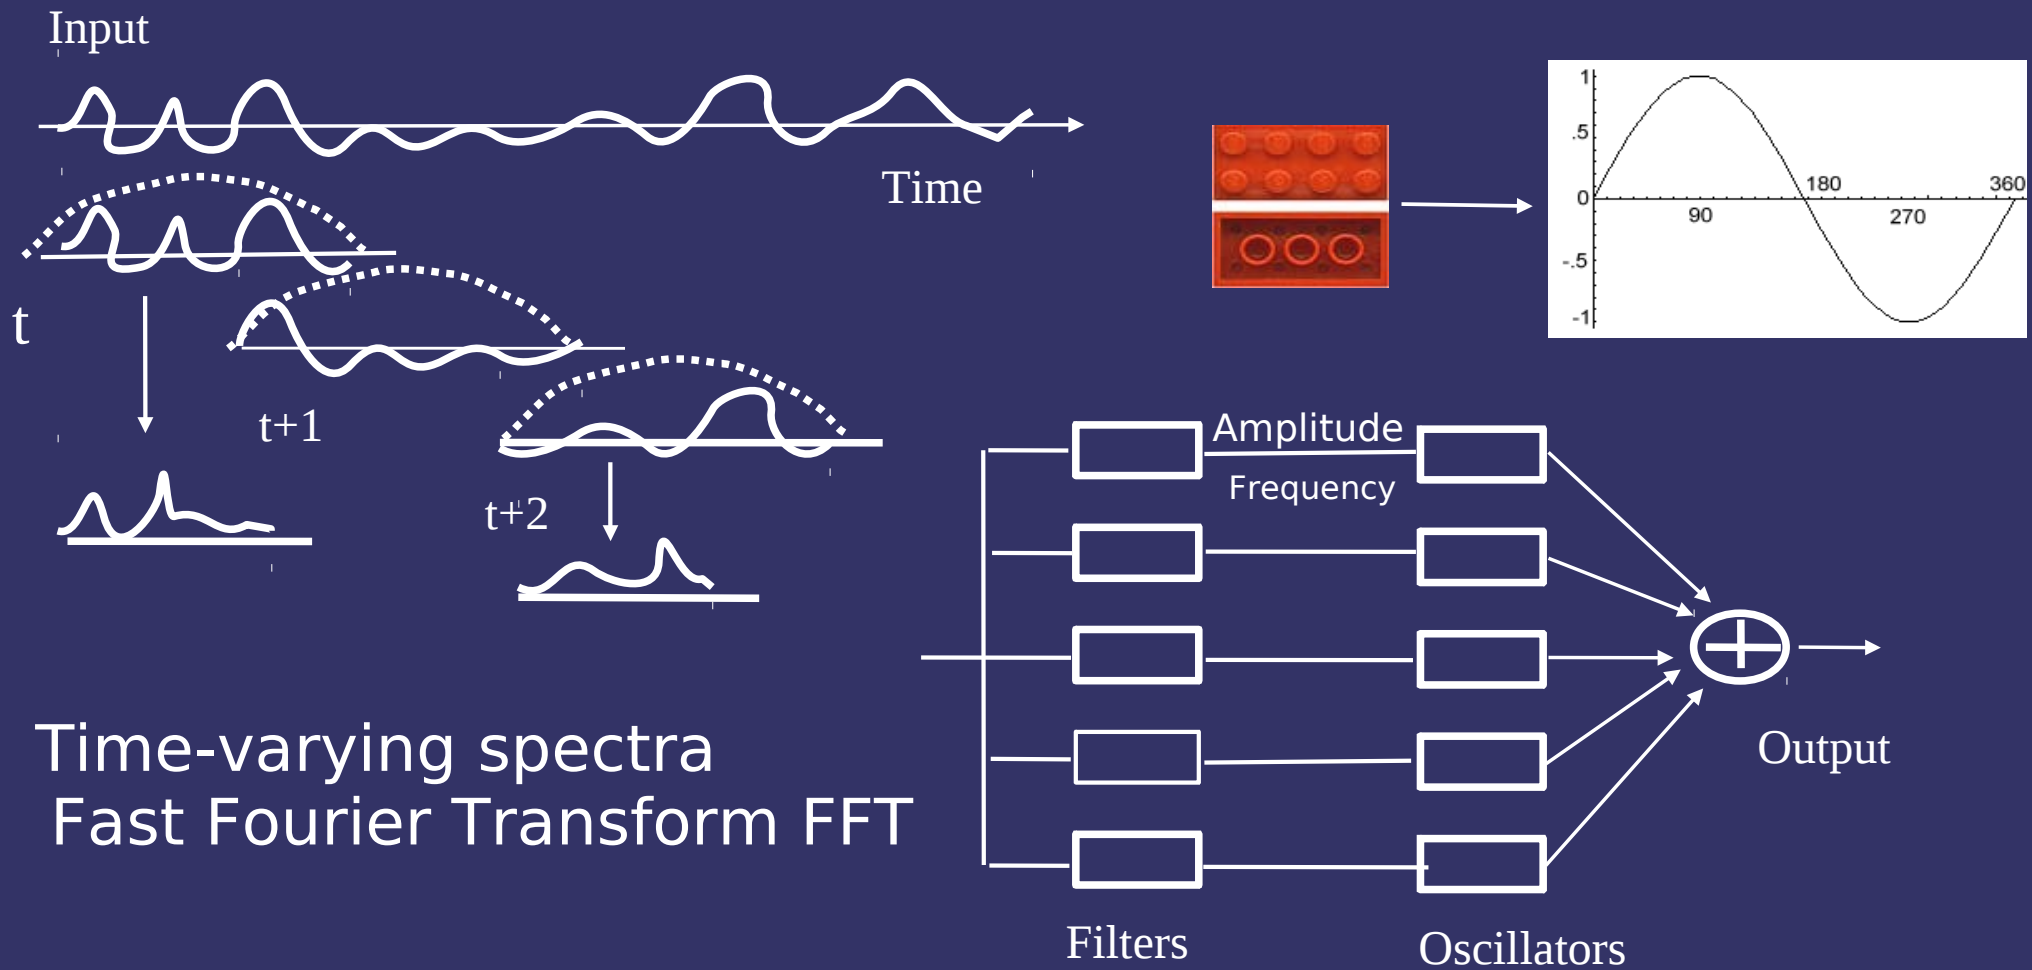 Input
Time
t
t+1
t+2
1
.5
0
-.5
-1
90
180
270
360
Amplitude
Frequency
Time-varying spectra
Fast Fourier Transform FFT
Output
Filters
Oscillators